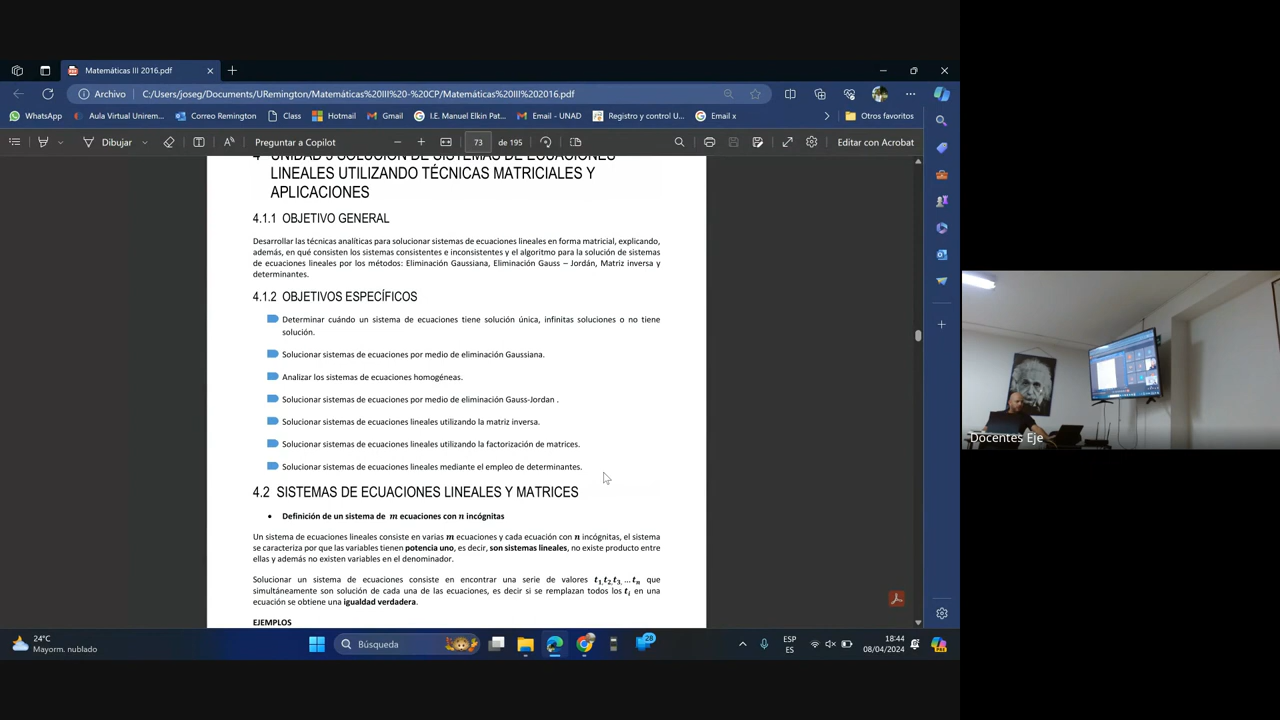 Matemáticas III 2016.pdf
Archivo
C:/Users/joseg/Documents/URemington/Matemáticas%20III%20-%20CP/Matemáticas%20III%202016.pdf
WhatsApp
Aula Virtual Unirem...
Correo Remington
Class
Hotmail
Gmail
I.E. Manuel Elkin Pat...
Email - UNAD
Registro y control U...
Email x
Otros favoritos
Dibujar
Preguntar a Copilot
73
de 195
Editar con Acrobat
4 UNIDAD 3 SOLUCIÓN DE SISTEMAS DE ECUACIONES
LINEALES UTILIZANDO TÉCNICAS MATRICIALES Y
APLICACIONES
4.1.1 OBJETIVO GENERAL
Desarrollar las técnicas analíticas para solucionar sistemas de ecuaciones lineales en forma matricial, explicando,
además, en qué consisten los sistemas consistentes e inconsistentes y el algoritmo para la solución de sistemas
de ecuaciones lineales por los métodos: Eliminación Gaussiana, Eliminación Gauss – Jordán, Matriz inversa y
determinantes.
4.1.2 OBJETIVOS ESPECÍFICOS
Determinar cuándo un sistema de ecuaciones tiene solución única, infinitas soluciones o no tiene
solución.
Solucionar sistemas de ecuaciones por medio de eliminación Gaussiana.
Analizar los sistemas de ecuaciones homogéneas.
Solucionar sistemas de ecuaciones por medio de eliminación Gauss-Jordan .
Solucionar sistemas de ecuaciones lineales utilizando la matriz inversa.
Solucionar sistemas de ecuaciones lineales utilizando la factorización de matrices.
Solucionar sistemas de ecuaciones lineales mediante el empleo de determinantes.
4.2 SISTEMAS DE ECUACIONES LINEALES Y MATRICES
• Definición de un sistema de m ecuaciones con n incógnitas
Un sistema de ecuaciones lineales consiste en varias m ecuaciones y cada ecuación con n incógnitas, el sistema
se caracteriza por que las variables tienen potencia uno, es decir, son sistemas lineales, no existe producto entre
ellas y además no existen variables en el denominador.
Solucionar un sistema de ecuaciones consiste en encontrar una serie de valores t₁,t₂,t₃, … tₙ que
simultáneamente son solución de cada una de las ecuaciones, es decir si se remplazan todos los tᵢ en una
ecuación se obtiene una igualdad verdadera.
EJEMPLOS
24°C
Mayorm. nublado
Búsqueda
28
ESP
ES
18:44
08/04/2024
Docentes Eje